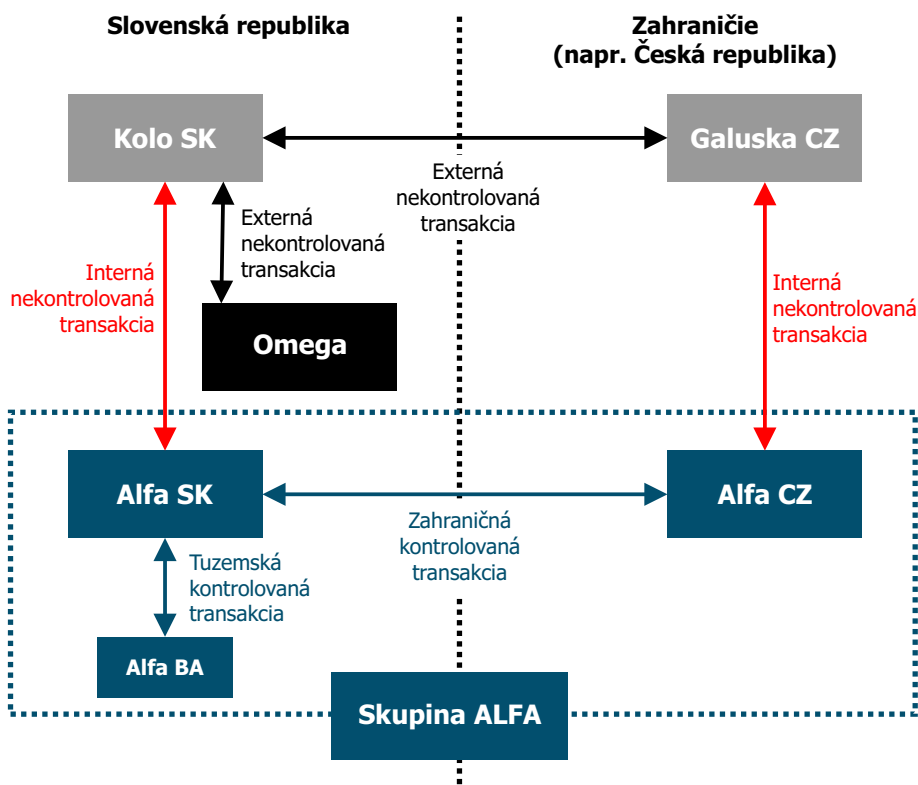 Slovenská republika
Zahraničie
(napr. Česká republika)
Kolo SK
Galuska CZ
Externá
nekontrolovaná
transakcia
Externá
nekontrolovaná
transakcia
Interná
nekontrolovaná
transakcia
Interná
nekontrolovaná
transakcia
Omega
Alfa SK
Alfa CZ
Zahraničná
kontrolovaná
transakcia
Tuzemská
kontrolovaná
transakcia
Alfa BA
Skupina ALFA